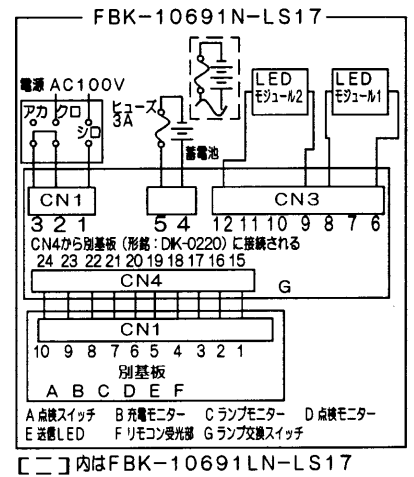 FBK-10691N-LS17
電源 AC100V
アカ クロ
シロ
ヒューズ
3A
蓄電池
LED
モジュール2
LED
モジュール1
CN1
3 2 1
5 4
CN3
12 11 10 9 8 7 6
CN4から別基板(形銘:DIK-0220)に接続される
24 23 22 21 20 19 18 17 16 15
CN4
G
CN1
10 9 8 7 6 5 4 3 2 1
別基板
A B C D E F
A 点検スイッチ B 充電モニター C ランプモニター D 点検モニター
E 送信LED F リモコン受光部 G ランプ交換スイッチ
[二二]内はFBK-10691LN-LS17